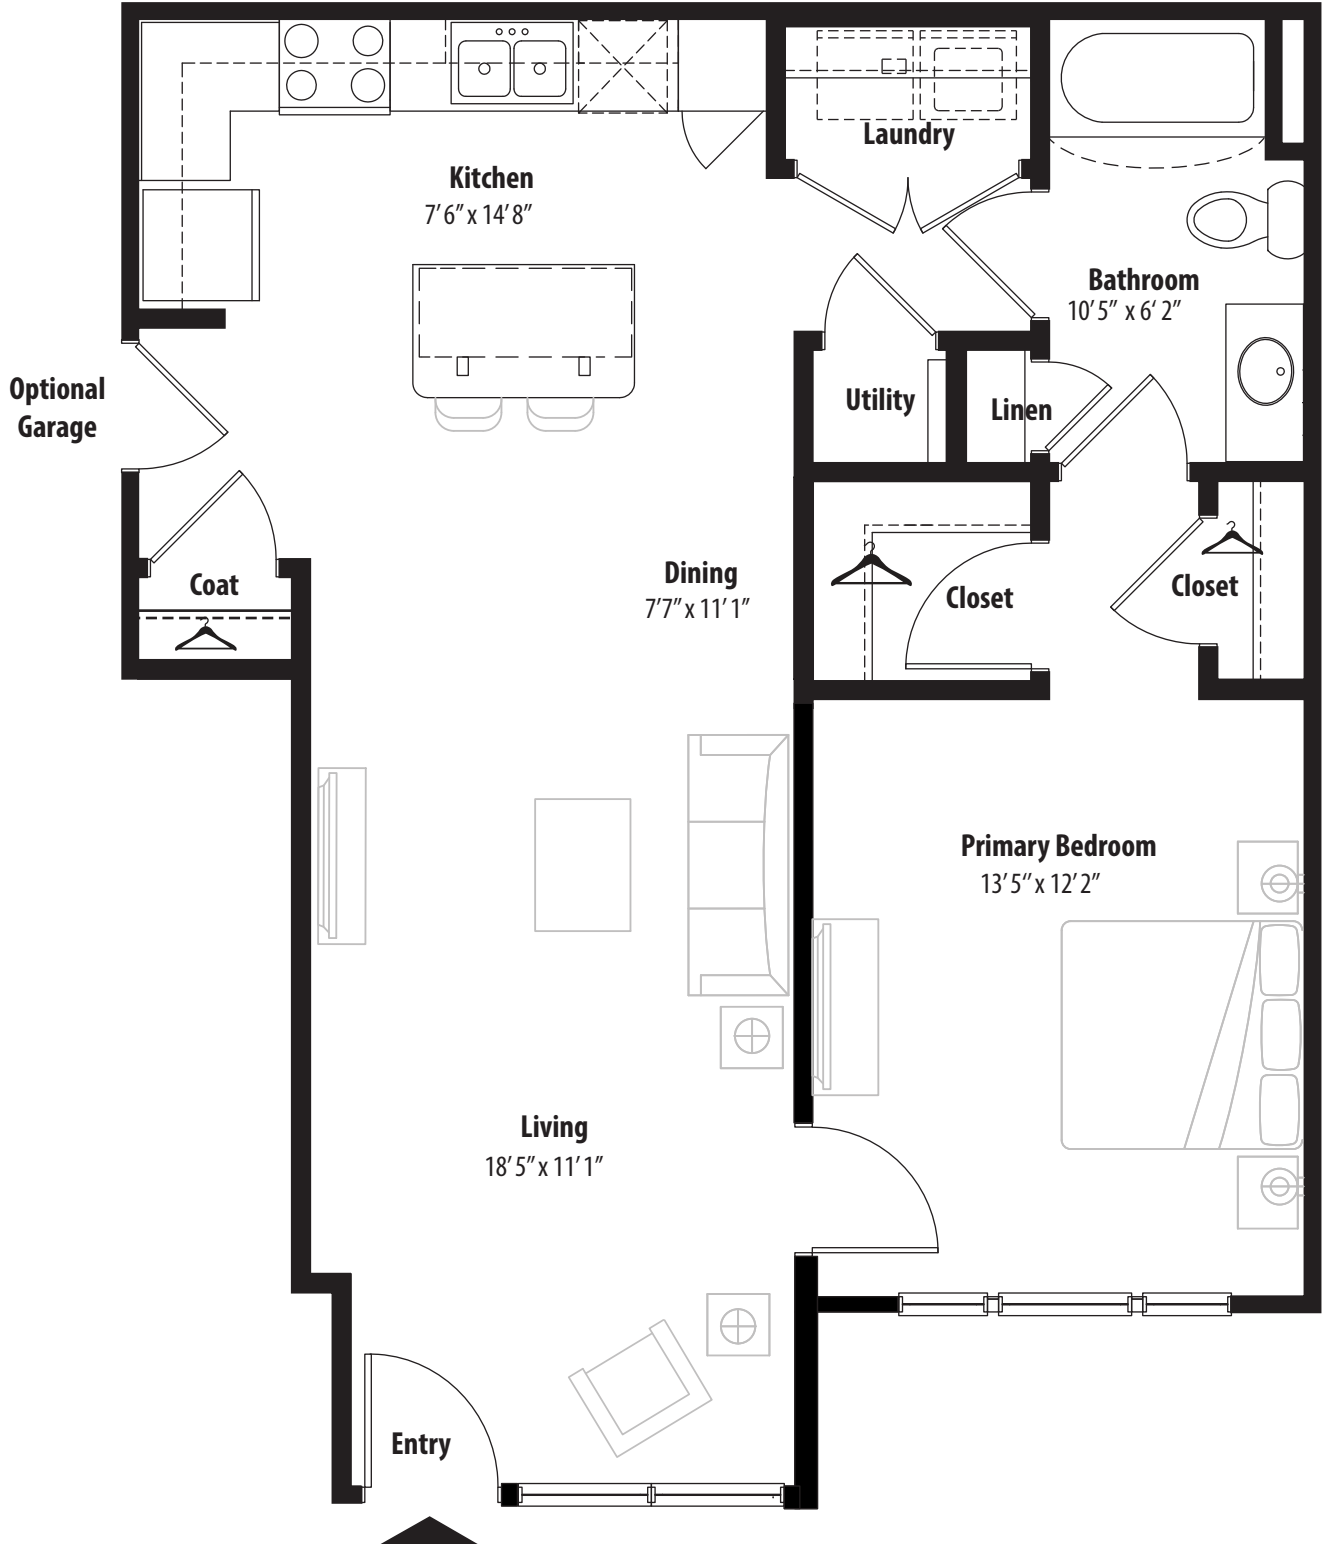 Laundry
Kitchen
7’6” x 14’8”
Bathroom
10’5” x 6‘ 2”
Optional
Garage
Utility
Linen
Coat
Dining
7’7” x 11’1”
Closet
Closet
Primary Bedroom
13’5‘’ x 12’2”
Living
18’5” x 11’1”
Entry